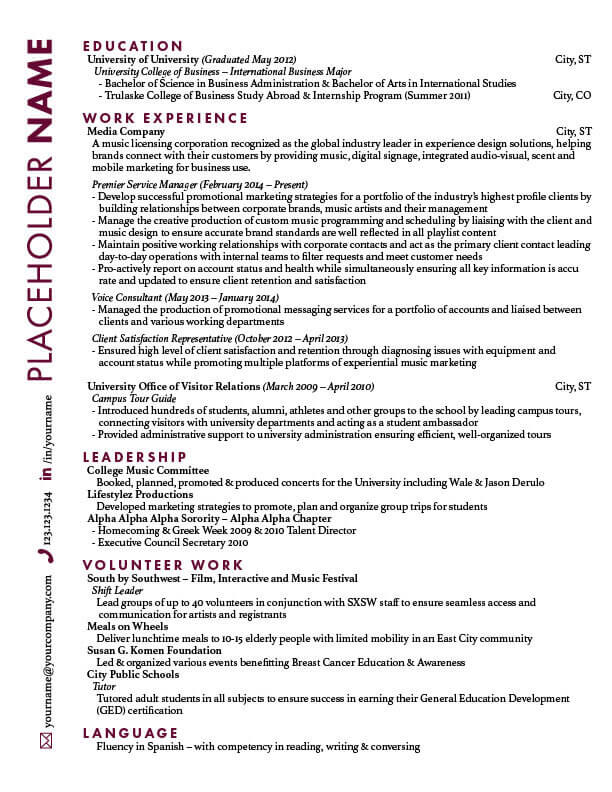 PLACEHOLDER NAME
in /in/yourname
123.123.1234
yourname@yourcompany.com
EDUCATION
University of University (Graduated May 2012) City, ST
University College of Business – International Business Major
- Bachelor of Science in Business Administration & Bachelor of Arts in International Studies
- Trulaske College of Business Study Abroad & Internship Program (Summer 2011) City, CO
WORK EXPERIENCE
Media Company City, ST
A music licensing corporation recognized as the global industry leader in experience design solutions, helping
brands connect with their customers by providing music, digital signage, integrated audio-visual, scent and
mobile marketing for business use.
Premier Service Manager (February 2014 – Present)
- Develop successful promotional marketing strategies for a portfolio of the industry's highest profile clients by
building relationships between corporate brands, music artists and their management
- Manage the creative production of custom music programming and scheduling by liaising with the client and
music design to ensure accurate brand standards are well reflected in all playlist content
- Maintain positive working relationships with corporate contacts and act as the primary client contact leading
day-to-day operations with internal teams to filter requests and meet customer needs
- Pro-actively report on account status and health while simultaneously ensuring all key information is accu
rate and updated to ensure client retention and satisfaction
Voice Consultant (May 2013 – January 2014)
- Managed the production of promotional messaging services for a portfolio of accounts and liaised between
clients and various working departments
Client Satisfaction Representative (October 2012 – April 2013)
- Ensured high level of client satisfaction and retention through diagnosing issues with equipment and
account status while promoting multiple platforms of experiential music marketing
University Office of Visitor Relations (March 2009 – April 2010) City, ST
Campus Tour Guide
- Introduced hundreds of students, alumni, athletes and other groups to the school by leading campus tours,
connecting visitors with university departments and acting as a student ambassador
- Provided administrative support to university administration ensuring efficient, well-organized tours
LEADERSHIP
College Music Committee
Booked, planned, promoted & produced concerts for the University including Wale & Jason Derulo
Lifestylez Productions
Developed marketing strategies to promote, plan and organize group trips for students
Alpha Alpha Alpha Sorority – Alpha Alpha Chapter
- Homecoming & Greek Week 2009 & 2010 Talent Director
- Executive Council Secretary 2010
VOLUNTEER WORK
South by Southwest – Film, Interactive and Music Festival
Shift Leader
Lead groups of up to 40 volunteers in conjunction with SXSW staff to ensure seamless access and
communication for artists and registrants
Meals on Wheels
Deliver lunchtime meals to 10-15 elderly people with limited mobility in an East City community
Susan G. Komen Foundation
Led & organized various events benefitting Breast Cancer Education & Awareness
City Public Schools
Tutor
Tutored adult students in all subjects to ensure success in earning their General Education Development
(GED) certification
LANGUAGE
Fluency in Spanish – with competency in reading, writing & conversing